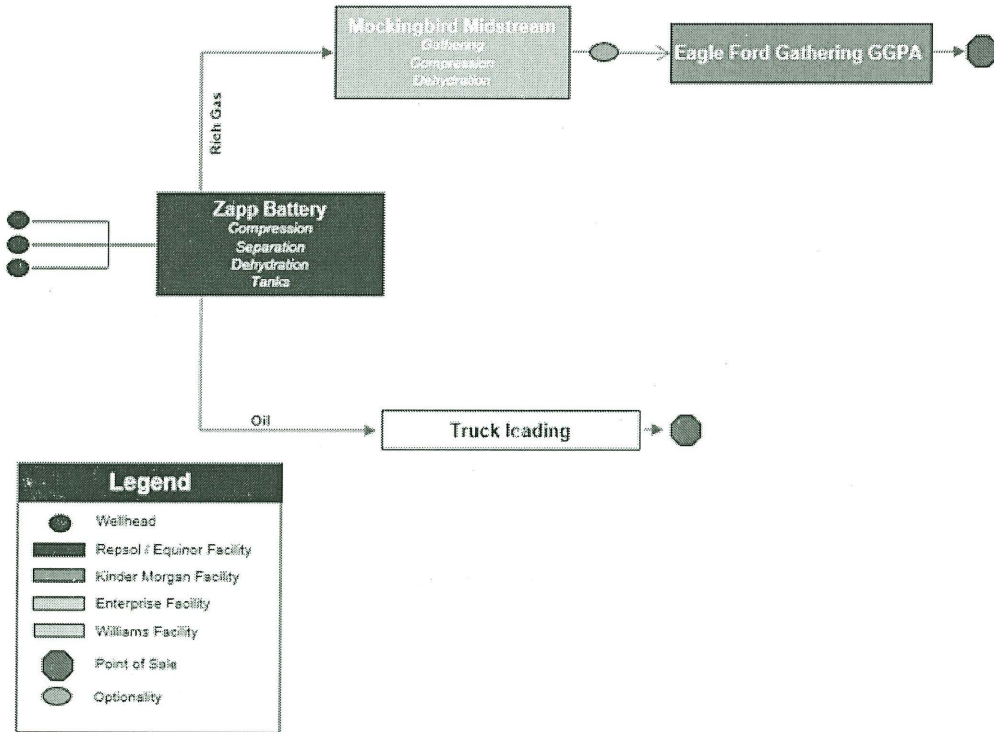 Mockingbird Midstream
Gathering
Compression
Dehydration
Eagle Ford Gathering GGPA
Rich Gas
Zapp Battery
Compression
Separation
Dehydration
Tanks
Oil
Truck loading
Legend
Wellhead
Repsol / Equinor Facility
Kinder Morgan Facility
Enterprise Facility
Williams Facility
Point of Sale
Optionality